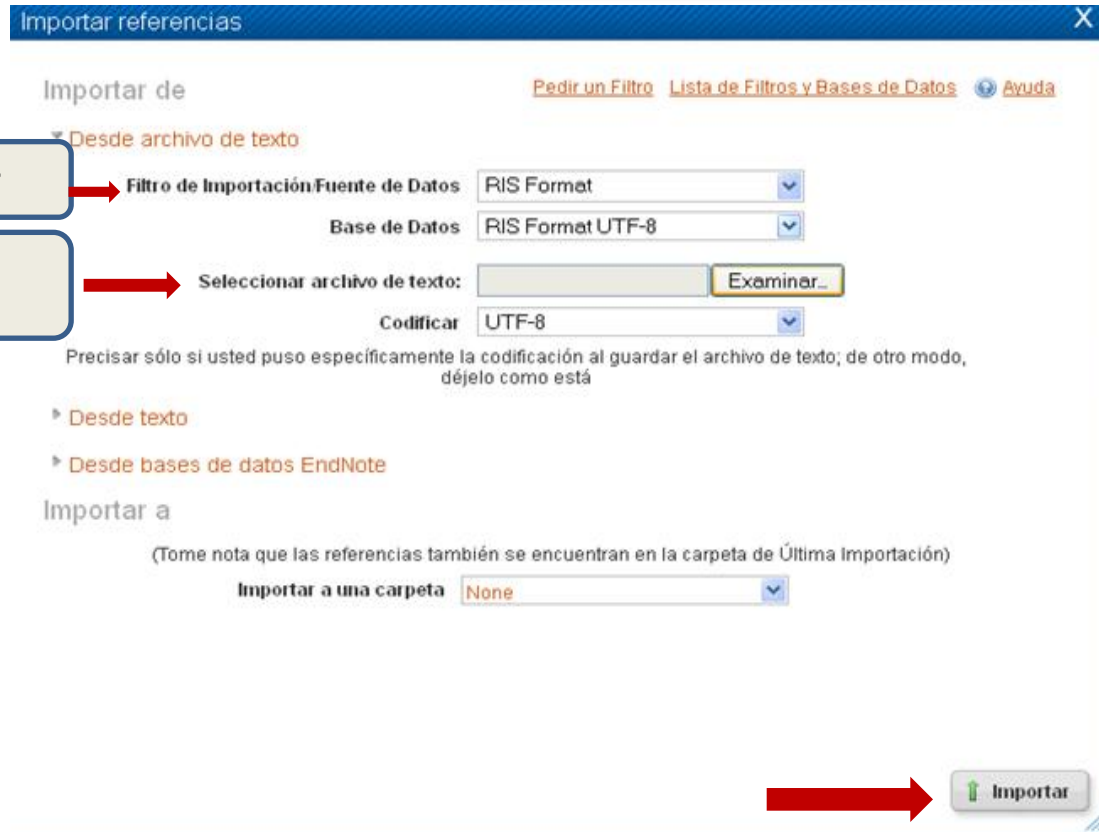 Importar referencias X
Importar de
Pedir un Filtro Lista de Filtros y Bases de Datos Ayuda
Desde archivo de texto
Filtro de Importación/Fuente de Datos RIS Format
Base de Datos RIS Format UTF-8
Seleccionar archivo de texto: Examinar...
Codificar UTF-8
Precisar sólo si usted puso específicamente la codificación al guardar el archivo de texto; de otro modo,
déjelo como está
Desde texto
Desde bases de datos EndNote
Importar a
(Tome nota que las referencias también se encuentran en la carpeta de Última Importación)
Importar a una carpeta None
Importar